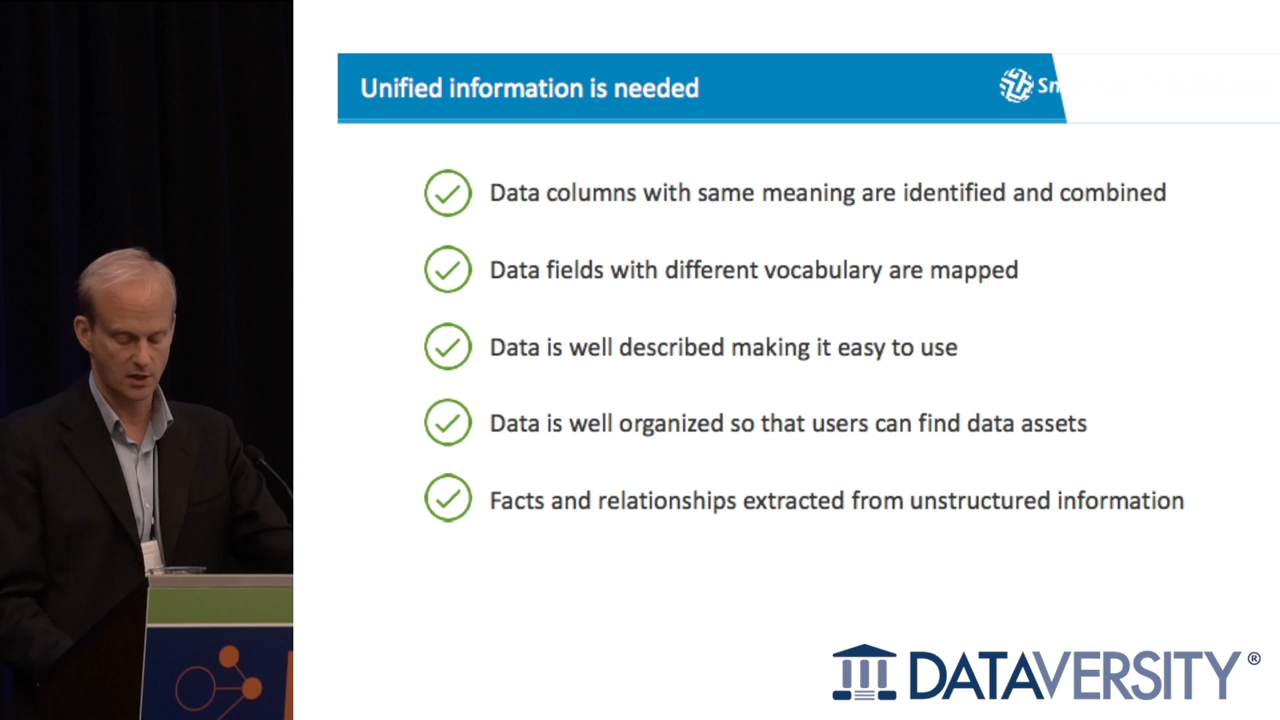 Unified information is needed
Sn
Data columns with same meaning are identified and combined
Data fields with different vocabulary are mapped
Data is well described making it easy to use
Data is well organized so that users can find data assets
Facts and relationships extracted from unstructured information
DATAVERSITY®